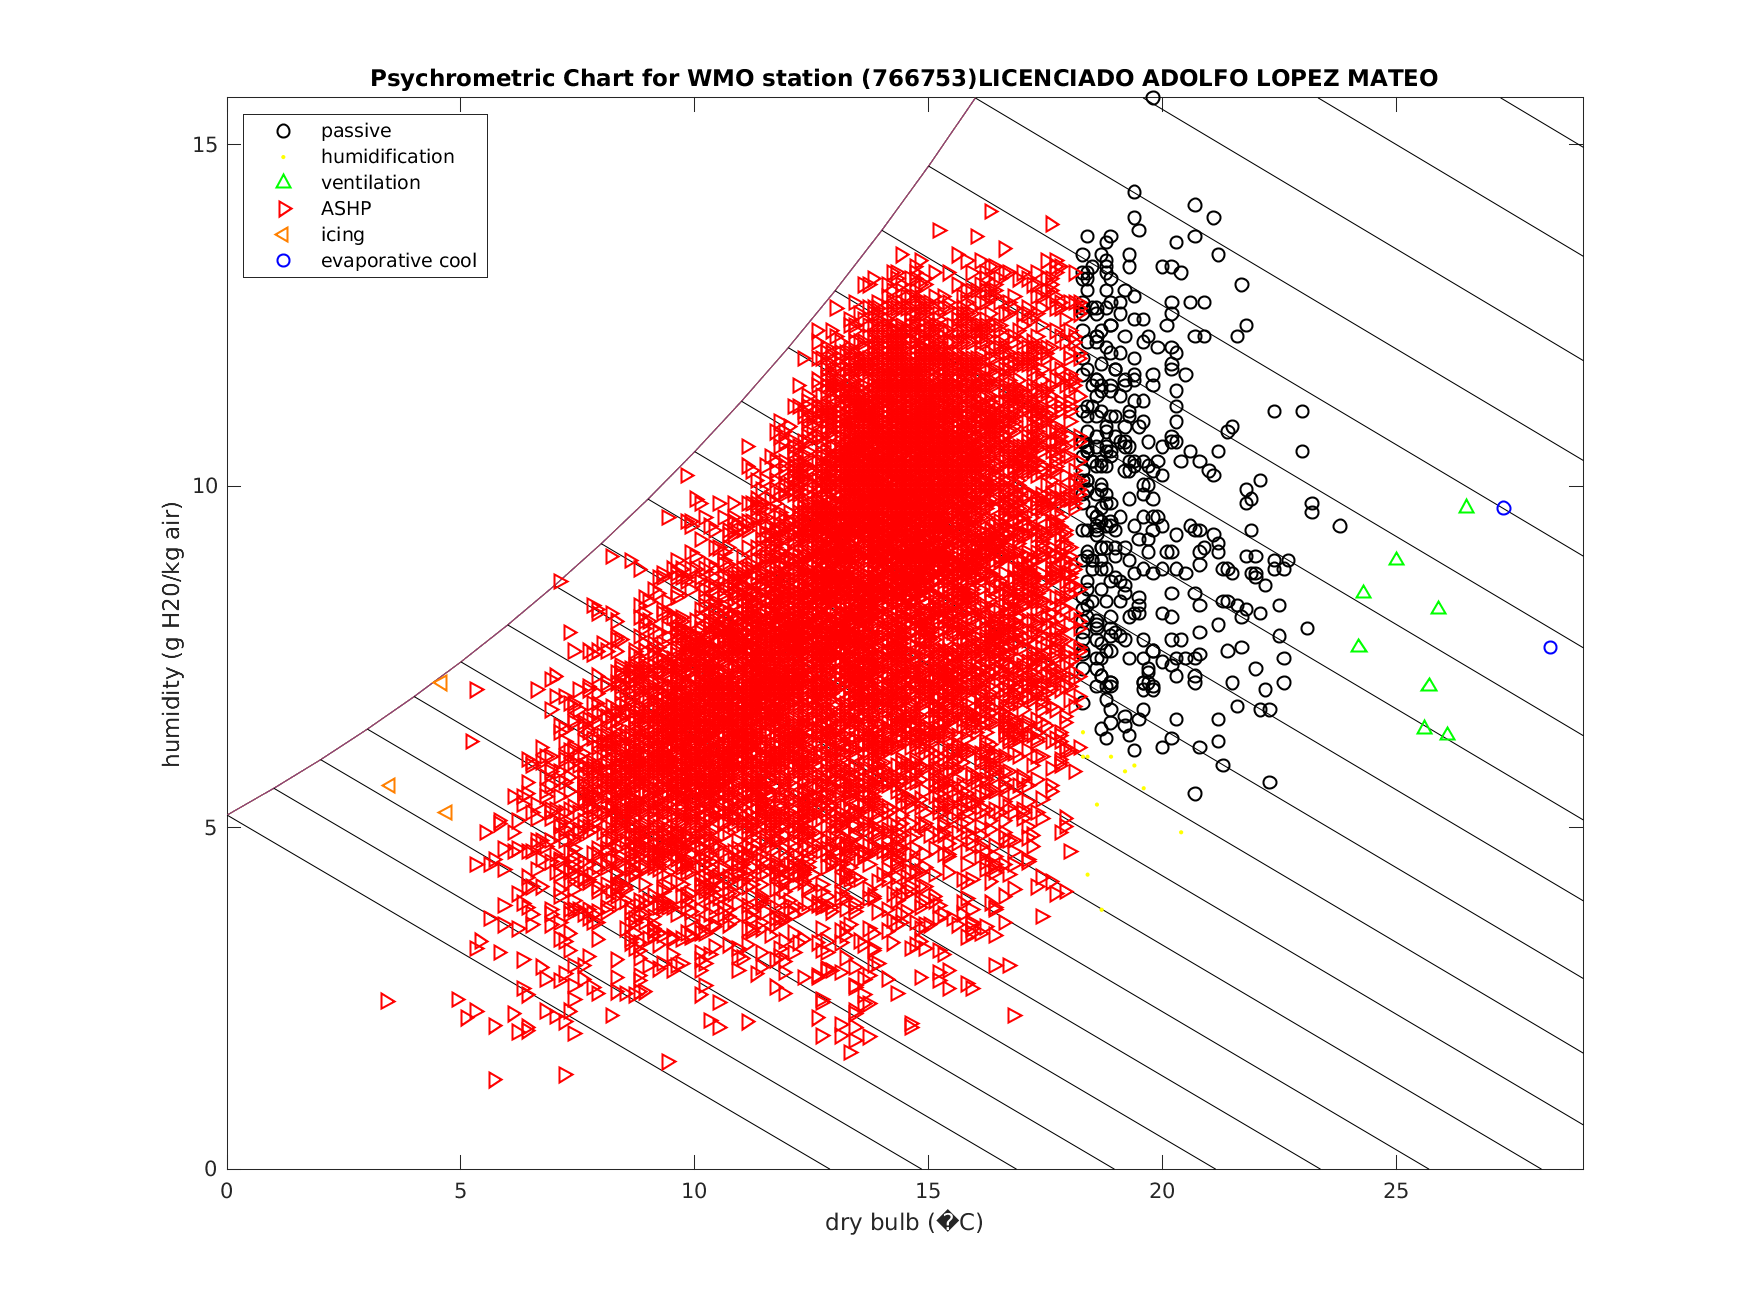 Psychrometric Chart for WMO station (766753)LICENCIADO ADOLFO LOPEZ MATEO
passive
humidification
ventilation
ASHP
icing
evaporative cool
15
10
5
0
humidity (g H20/kg air)
0 5 10 15 20 25
dry bulb (�C)